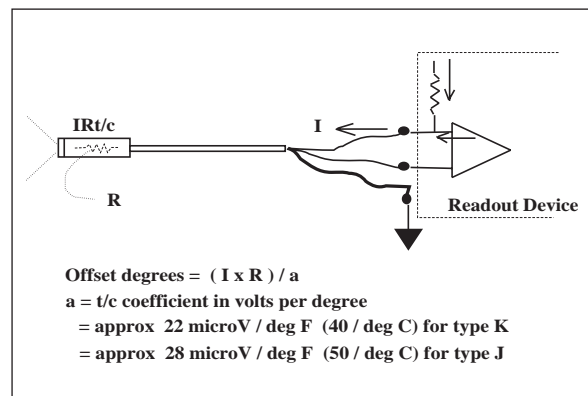 IRt/c
I
R
Readout Device
Offset degrees = ( I x R ) / a
a = t/c coefficient in volts per degree
= approx 22 microV / deg F (40 / deg C) for type K
= approx 28 microV / deg F (50 / deg C) for type J